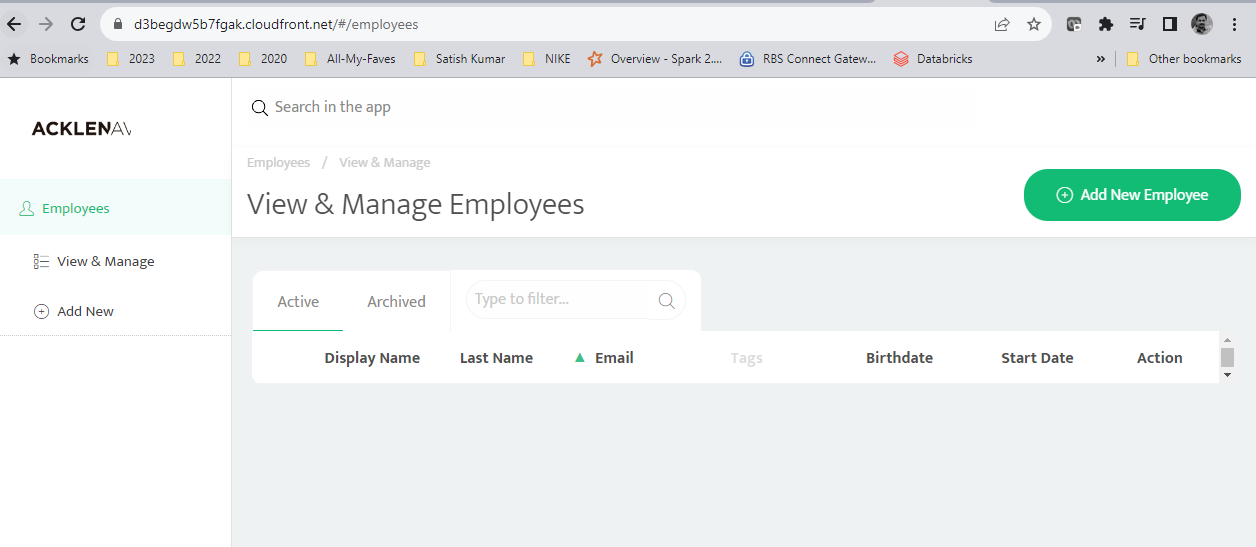 d3begdw5b7fgak.cloudfront.net/#/employees
Bookmarks 2023 2022 2020 All-My-Faves Satish Kumar NIKE Overview - Spark 2.... RBS Connect Gatew... Databricks » Other bookmarks
ACKLENAV
Search in the app
Employees / View & Manage
View & Manage Employees
Add New Employee
Employees
View & Manage
Add New
Active Archived Type to filter...
Display Name Last Name Email Tags Birthdate Start Date Action